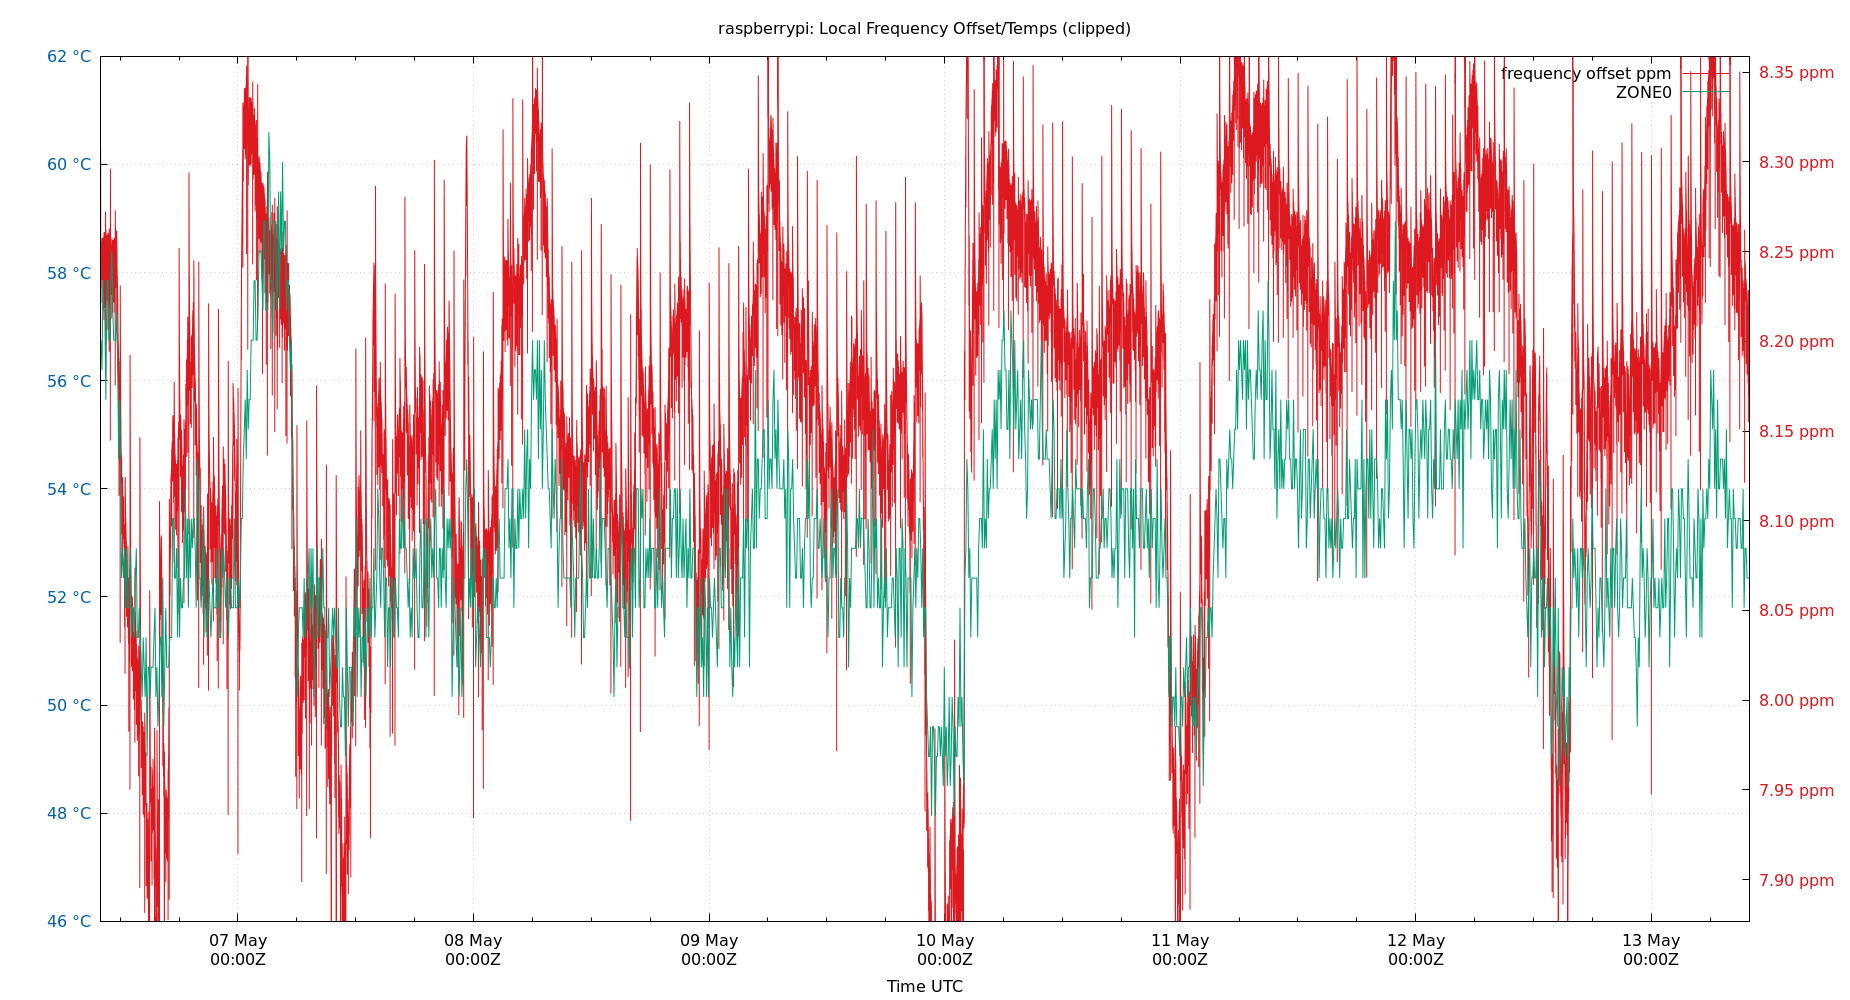 raspberrypi: Local Frequency Offset/Temps (clipped)
62 °C
60 °C
58 °C
56 °C
54 °C
52 °C
50 °C
48 °C
46 °C
frequency offset ppm
ZONE0
8.35 ppm
8.30 ppm
8.25 ppm
8.20 ppm
8.15 ppm
8.10 ppm
8.05 ppm
8.00 ppm
7.95 ppm
7.90 ppm
07 May
00:00Z
08 May
00:00Z
09 May
00:00Z
10 May
00:00Z
11 May
00:00Z
12 May
00:00Z
13 May
00:00Z
Time UTC